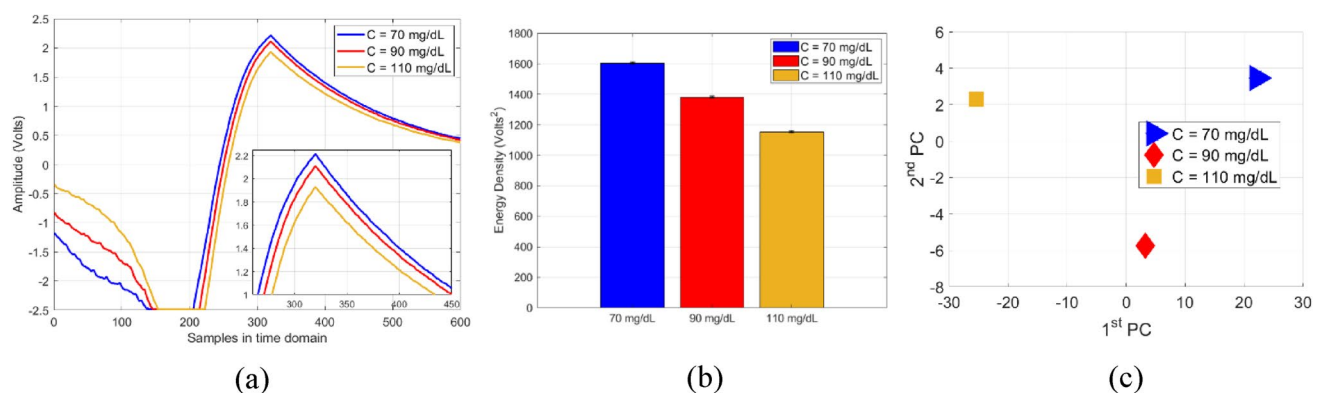 2.5
2
1.5
1
0.5
0
-0.5
-1
-1.5
-2
-2.5
Amplitude (Volts)
0 100 200 300 400 500 600
Samples in time domain
C = 70 mg/dL
C = 90 mg/dL
C = 110 mg/dL
2.2
2
1.8
1.6
1.4
1.2
1
300 350 400 450
(a)
1800
1600
1400
1200
1000
800
600
400
200
0
Energy Density (Volts²)
C = 70 mg/dL
C = 90 mg/dL
C = 110 mg/dL
70 mg/dL 90 mg/dL 110 mg/dL
(b)
8
6
4
2
0
-2
-4
-6
-8
2nd PC
C = 70 mg/dL
C = 90 mg/dL
C = 110 mg/dL
-30 -20 -10 0 10 20 30
1st PC
(c)